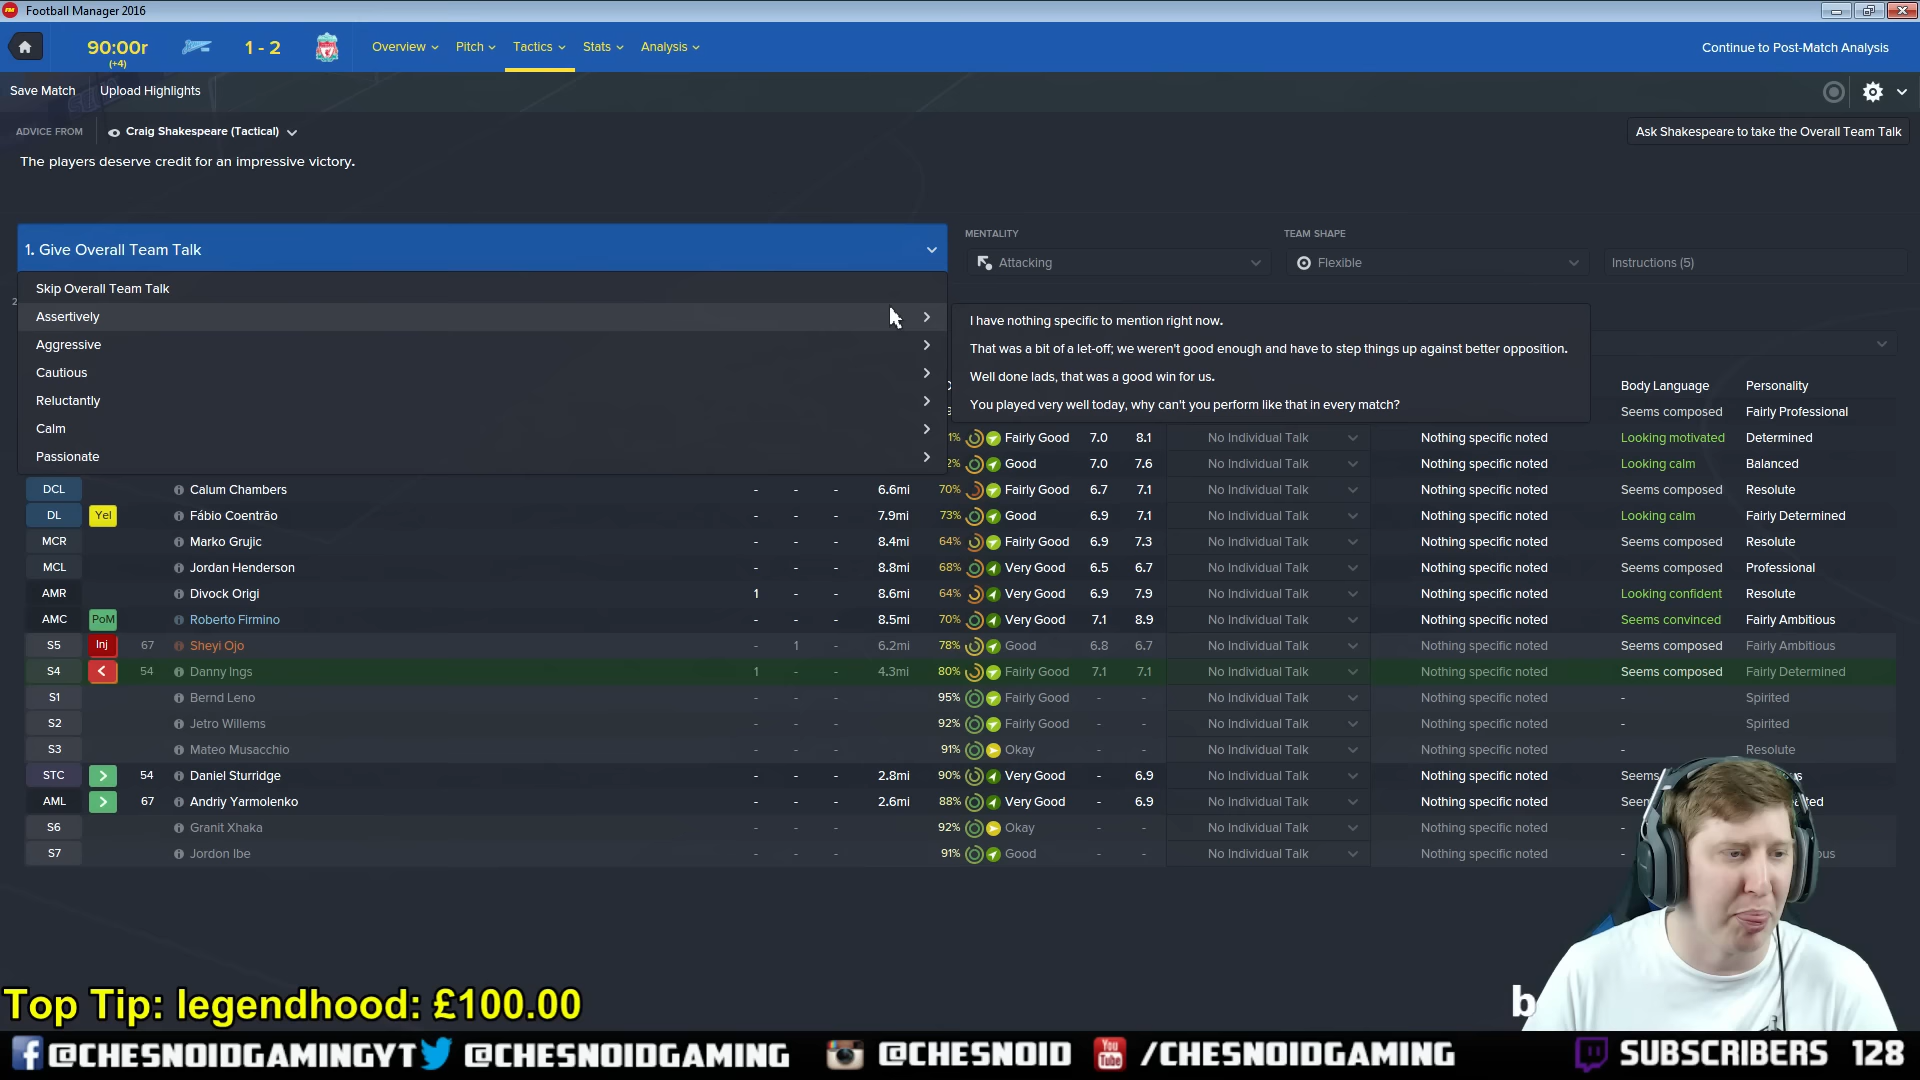 Football Manager 2016
90:00r
(+4)
1 - 2
Overview
Pitch
Tactics
Stats
Analysis
Continue to Post-Match Analysis
Save Match
Upload Highlights
ADVICE FROM
Craig Shakespeare (Tactical)
Ask Shakespeare to take the Overall Team Talk
The players deserve credit for an impressive victory.
1. Give Overall Team Talk
MENTALITY
TEAM SHAPE
Attacking
Flexible
Instructions (5)
Skip Overall Team Talk
Assertively
Aggressive
Cautious
Reluctantly
Calm
Passionate
I have nothing specific to mention right now.
That was a bit of a let-off; we weren't good enough and have to step things up against better opposition.
Well done lads, that was a good win for us.
You played very well today, why can't you perform like that in every match?
Body Language Personality
Seems composed Fairly Professional
Fairly Good 7.0 8.1 No Individual Talk Nothing specific noted Looking motivated Determined
Good 7.0 7.6 No Individual Talk Nothing specific noted Looking calm Balanced
DCL Calum Chambers - - - 6.6mi 70% Fairly Good 6.7 7.1 No Individual Talk Nothing specific noted Seems composed Resolute
DL Yel Fábio Coentrão - - - 7.9mi 73% Good 6.9 7.1 No Individual Talk Nothing specific noted Looking calm Fairly Determined
MCR Marko Grujic - - - 8.4mi 64% Fairly Good 6.9 7.3 No Individual Talk Nothing specific noted Seems composed Resolute
MCL Jordan Henderson - - - 8.8mi 68% Very Good 6.5 6.7 No Individual Talk Nothing specific noted Seems composed Professional
AMR Divock Origi 1 - - 8.6mi 64% Very Good 6.9 7.9 No Individual Talk Nothing specific noted Looking confident Resolute
AMC PoM Roberto Firmino - - - 8.5mi 70% Very Good 7.1 8.9 No Individual Talk Nothing specific noted Seems convinced Fairly Ambitious
S5 Inj 67 Sheyi Ojo - 1 - 6.2mi 78% Good 6.8 6.7 No Individual Talk Nothing specific noted Seems composed Fairly Ambitious
S4 54 Danny Ings 1 - - 4.3mi 80% Fairly Good 7.1 7.1 No Individual Talk Nothing specific noted Seems composed Fairly Determined
S1 Bernd Leno - - - 95% Fairly Good - - No Individual Talk Nothing specific noted - Spirited
S2 Jetro Willems - - - 92% Fairly Good - - No Individual Talk Nothing specific noted - Spirited
S3 Mateo Musacchio - - - 91% Okay - - No Individual Talk Nothing specific noted - Resolute
STC 54 Daniel Sturridge - - - 2.8mi 90% Very Good - 6.9 No Individual Talk Nothing specific noted Seems
AML 67 Andriy Yarmolenko - - - 2.6mi 88% Very Good - 6.9 No Individual Talk Nothing specific noted
S6 Granit Xhaka - - - 92% Okay - - No Individual Talk Nothing specific noted -
S7 Jordon Ibe - - - 91% Good - - No Individual Talk Nothing specific noted -
Top Tip: legendhood: £100.00
b
@CHESNOIDGAMINGYT @CHESNOIDGAMING @CHESNOID You Tube /CHESNOIDGAMING SUBSCRIBERS 128